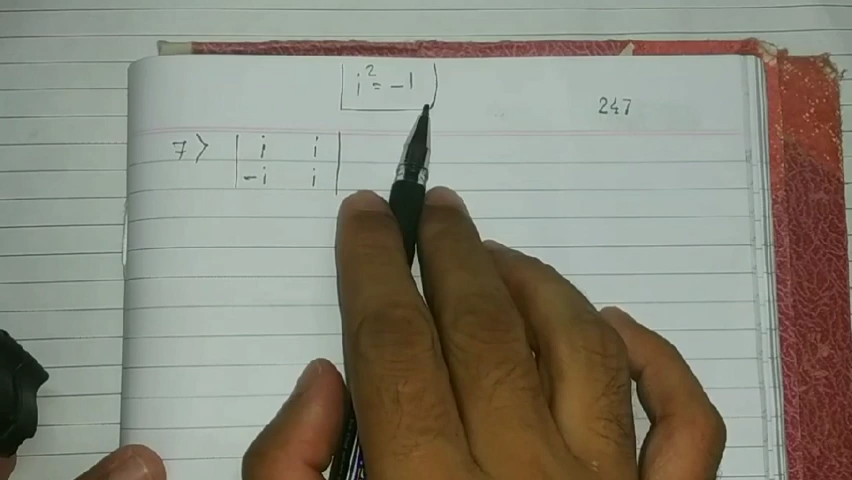 i² = -1
247
7> | i i |
| -i i |